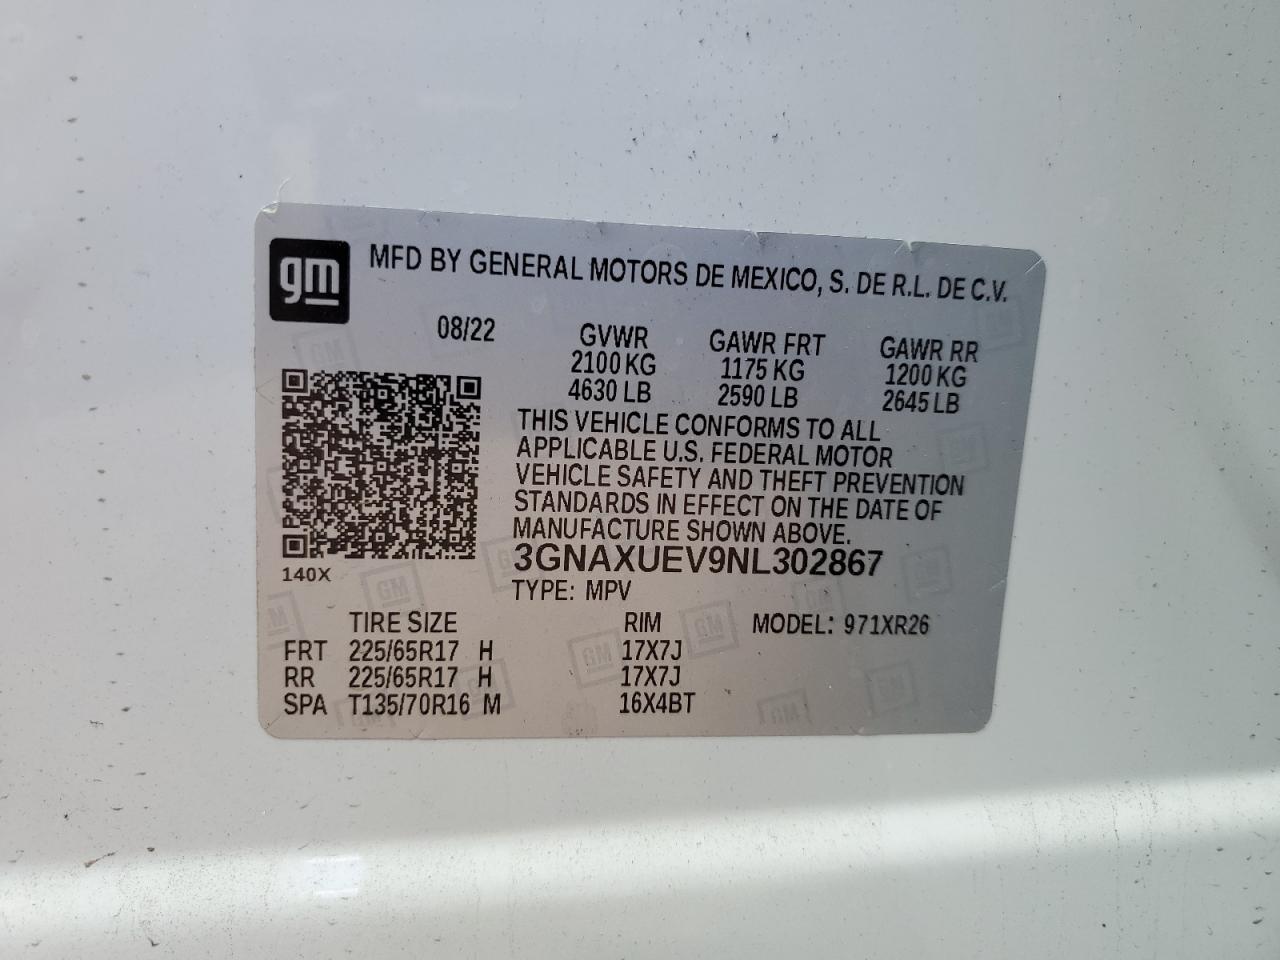 gm
MFD BY GENERAL MOTORS DE MEXICO, S. DE R.L. DE C.V.
08/22 GVWR GAWR FRT GAWR RR
2100 KG 1175 KG 1200 KG
4630 LB 2590 LB 2645 LB
THIS VEHICLE CONFORMS TO ALL
APPLICABLE U.S. FEDERAL MOTOR
VEHICLE SAFETY AND THEFT PREVENTION
STANDARDS IN EFFECT ON THE DATE OF
MANUFACTURE SHOWN ABOVE.
3GNAXUEV9NL302867
140X
TYPE: MPV
TIRE SIZE RIM MODEL: 971XR26
FRT 225/65R17 H 17X7J
RR 225/65R17 H 17X7J
SPA T135/70R16 M 16X4BT